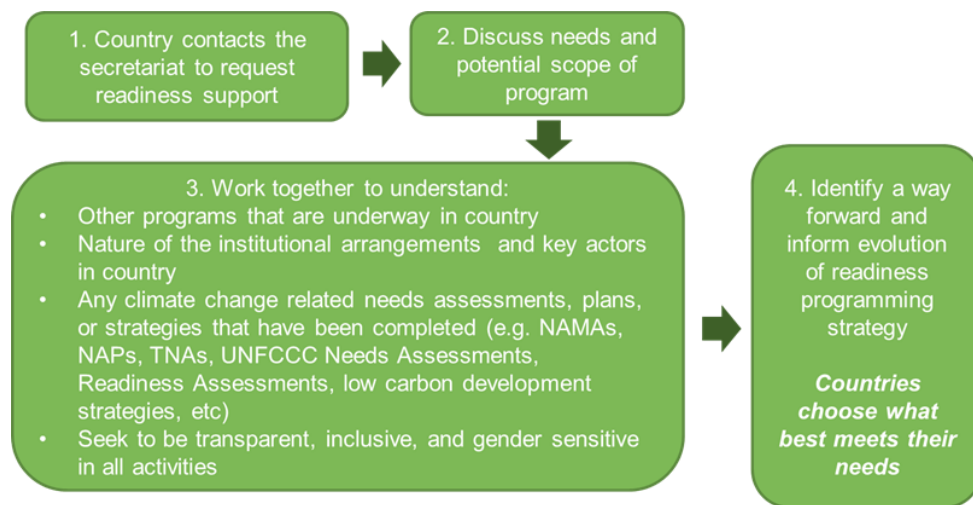 1. Country contacts the
secretariat to request
readiness support
2. Discuss needs and
potential scope of
program
3. Work together to understand:
• Other programs that are underway in country
• Nature of the institutional arrangements and key actors
in country
• Any climate change related needs assessments, plans,
or strategies that have been completed (e.g. NAMAs,
NAPs, TNAs, UNFCCC Needs Assessments,
Readiness Assessments, low carbon development
strategies, etc)
• Seek to be transparent, inclusive, and gender sensitive
in all activities
4. Identify a way
forward and
inform evolution
of readiness
programming
strategy
Countries
choose what
best meets their
needs